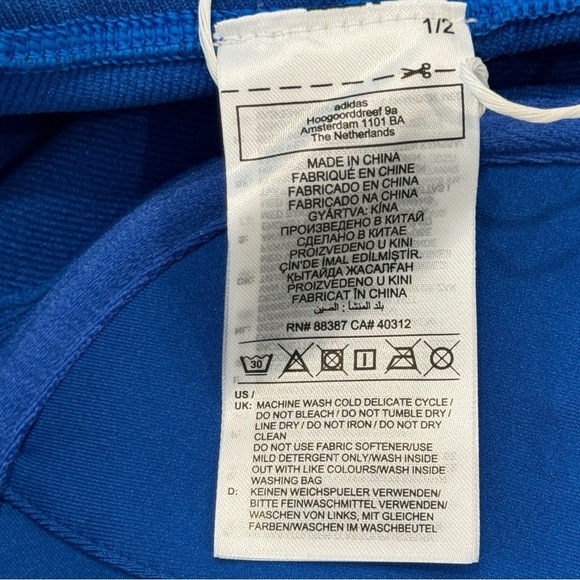 1/2
adidas
Hoogoorddreef 9a
Amsterdam 1101 BA
The Netherlands
MADE IN CHINA
FABRIQUÉ EN CHINE
FABRICADO EN CHINA
FABRICADO NA CHINA
GYÁRTVA: KÍNA
ПРОИЗВЕДЕНО В КИТАЙ
СДЕЛАНО В КИТАЕ
PROIZVEDENO U KINI
ÇİN'DE İMAL EDİLMİŞTİR.
КЫТАЙДА ЖАСАЛҒАН
PROIZVEDENO U KINI
FABRICAT ÎN CHINA
بلد المنشأ: الصين
RN# 88387 CA# 40312
30
US /
UK: MACHINE WASH COLD DELICATE CYCLE /
DO NOT BLEACH / DO NOT TUMBLE DRY /
LINE DRY / DO NOT IRON / DO NOT DRY
CLEAN
DO NOT USE FABRIC SOFTENER/USE
MILD DETERGENT ONLY/WASH INSIDE
OUT WITH LIKE COLOURS/WASH INSIDE
WASHING BAG
D: KEINEN WEICHSPUELER VERWENDEN/
BITTE FEINWASCHMITTEL VERWENDEN/
WASCHEN VON LINKS, MIT GLEICHEN
FARBEN/WASCHEN IM WASCHBEUTEL